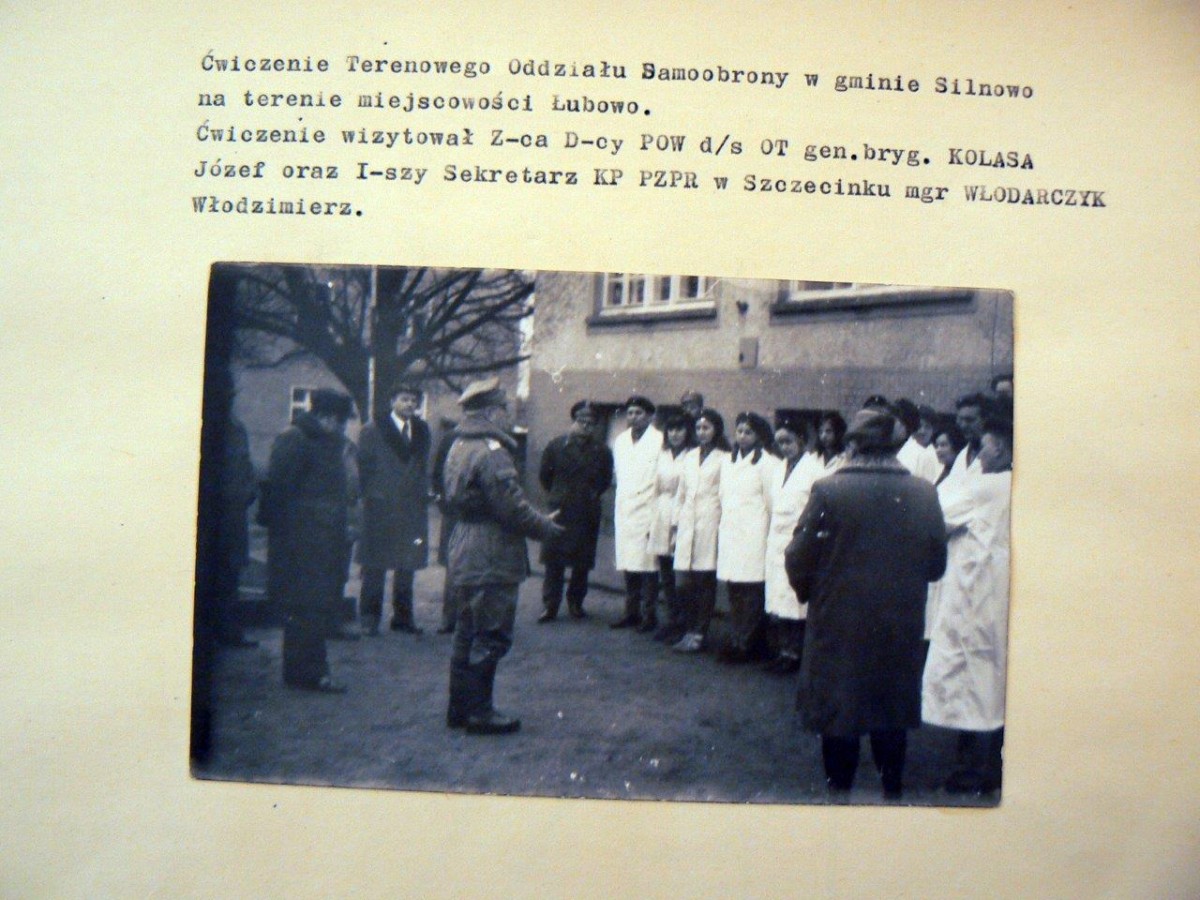 Ćwiczenie Terenowego Oddziału Samoobrony w gminie Silnowo
na terenie miejscowości Łubowo.
Ćwiczenie wizytował Z-ca D-cy POW d/s OT gen.bryg. KOLASA
Józef oraz I-szy Sekretarz KP PZPR w Szczecinku mgr WŁODARCZYK
Włodzimierz.